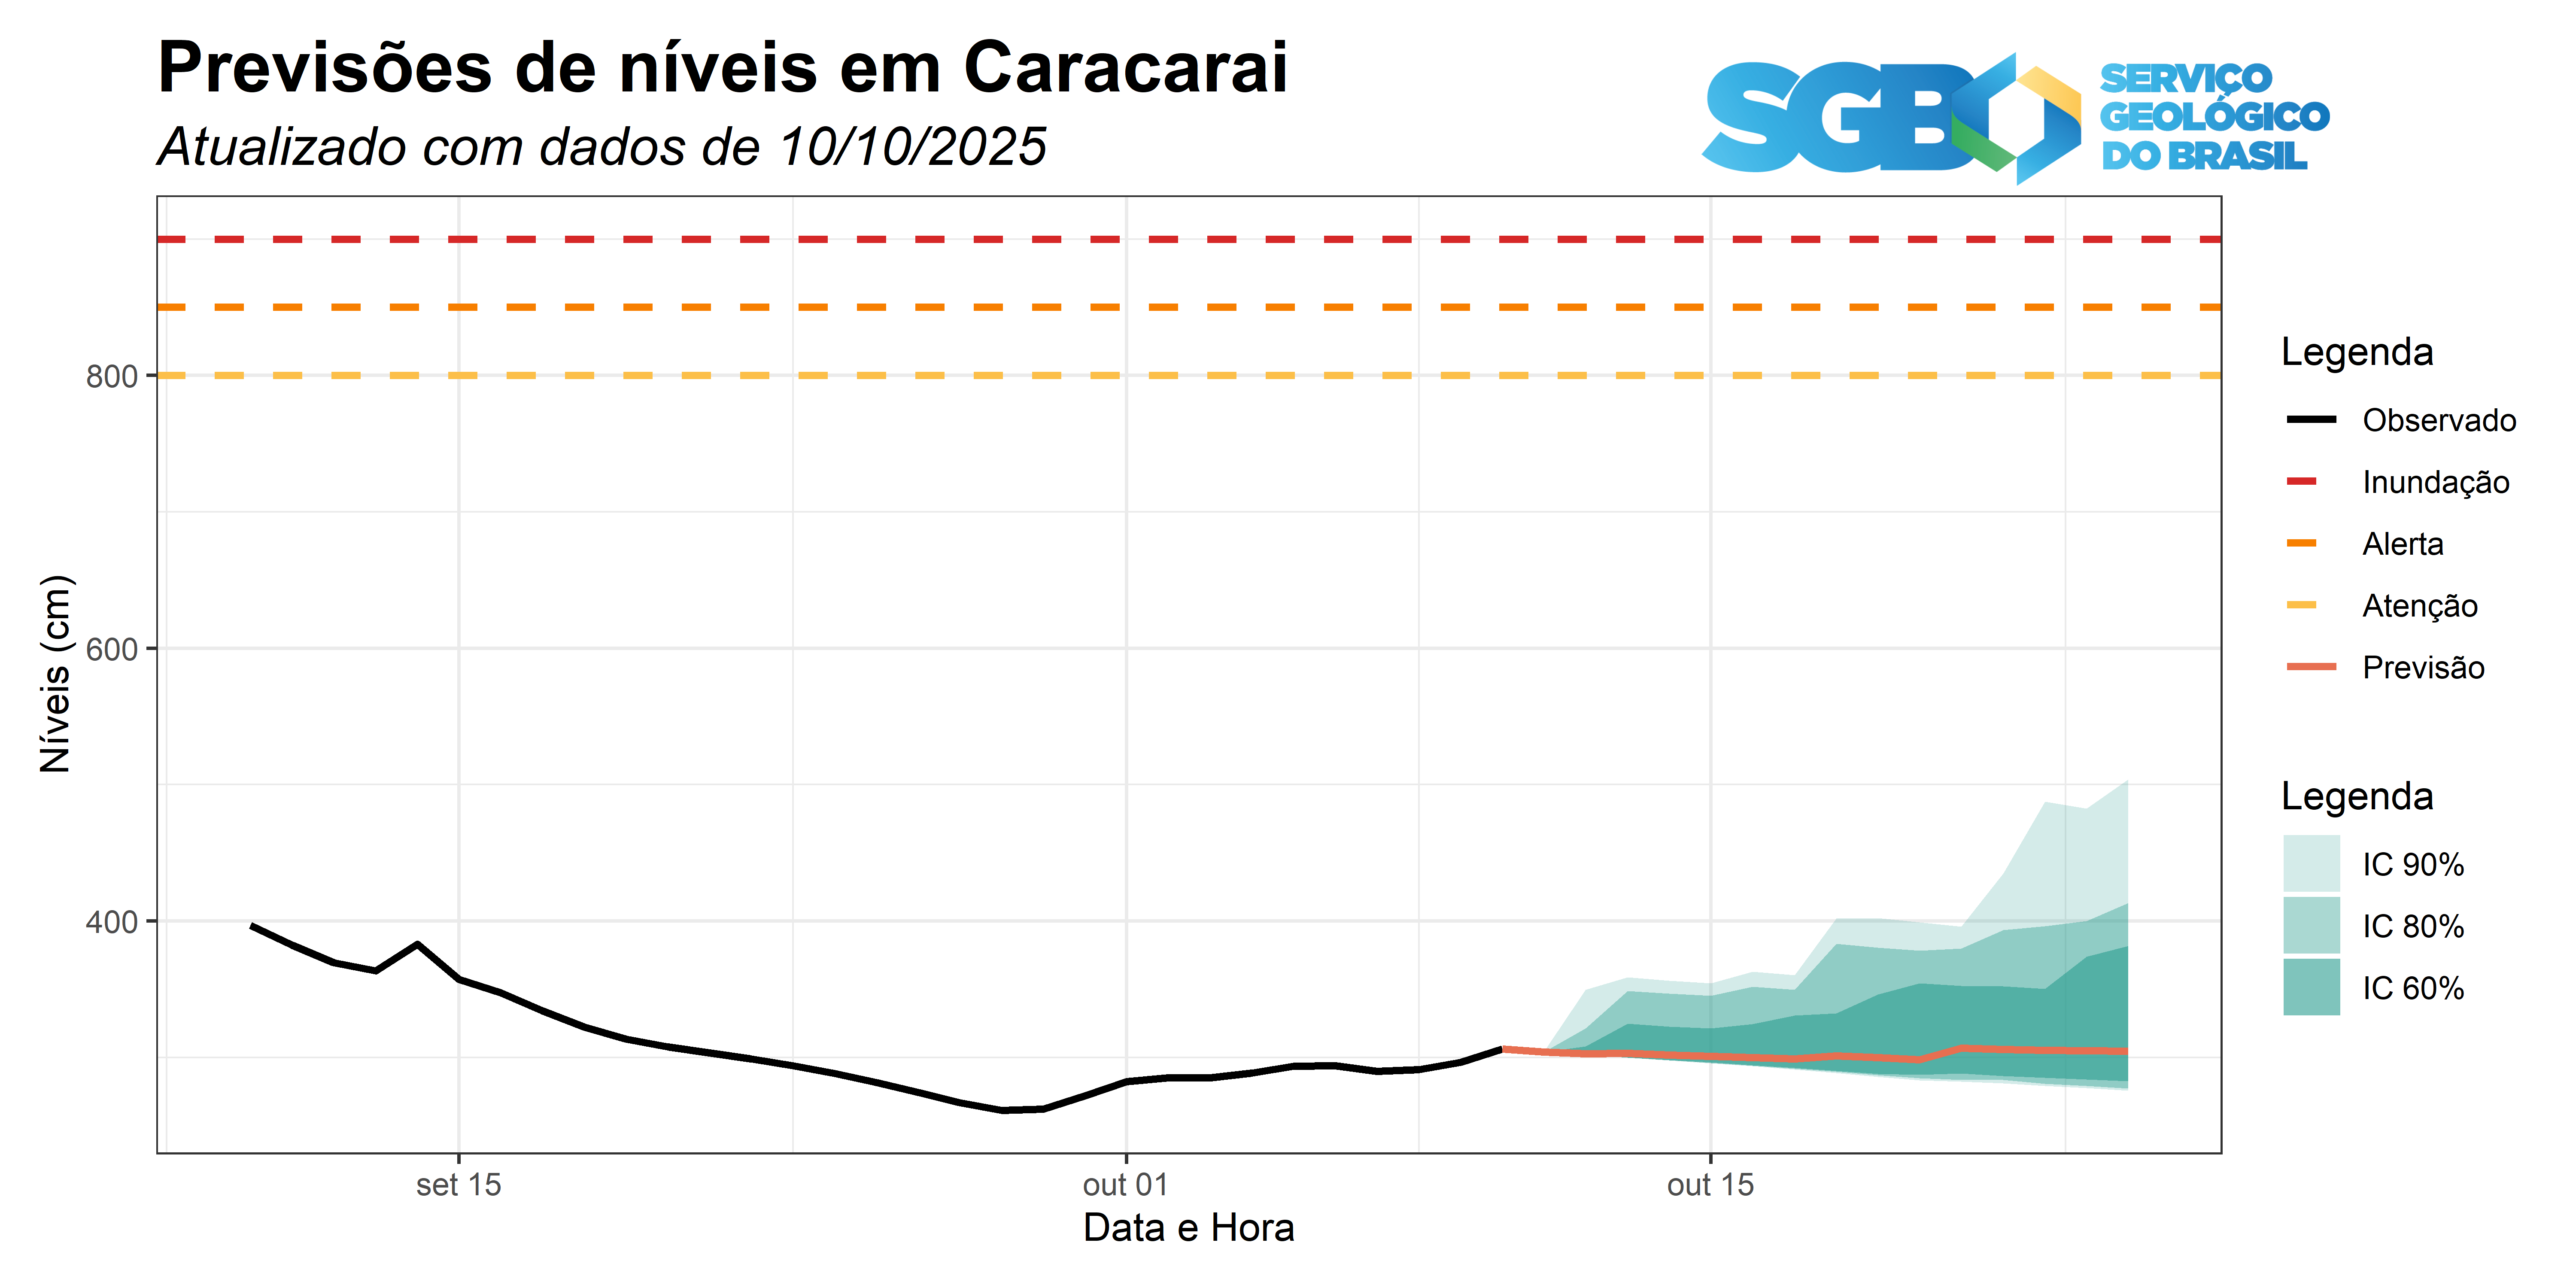 Previsões de níveis em Caracarai
Atualizado com dados de 10/10/2025
SGB
SERVIÇO
GEOLÓGICO
DO BRASIL
Níveis (cm)
800
600
400
set 15
out 01
out 15
Data e Hora
Legenda
Observado
Inundação
Alerta
Atenção
Previsão
Legenda
IC 90%
IC 80%
IC 60%